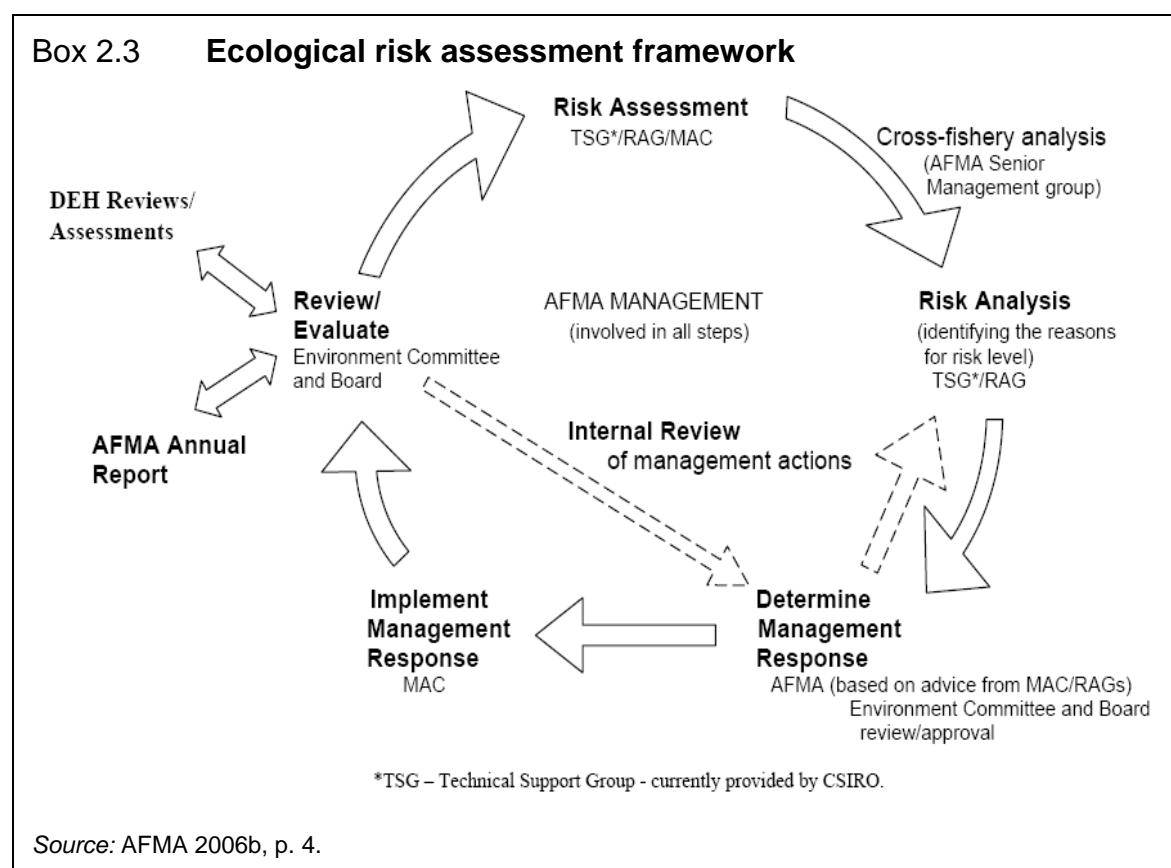 Box 2.3 Ecological risk assessment framework
Risk Assessment
TSG*/RAG/MAC
Cross-fishery analysis
(AFMA Senior
Management group)
DEH Reviews/
Assessments
Review/
Evaluate
Environment Committee
and Board
AFMA MANAGEMENT
(involved in all steps)
Risk Analysis
(identifying the reasons
for risk level)
TSG*/RAG
AFMA Annual
Report
Internal Review
of management actions
Implement
Management
Response
MAC
Determine
Management
Response
AFMA (based on advice from MAC/RAGs)
Environment Committee and Board
review/approval
*TSG – Technical Support Group - currently provided by CSIRO.
Source: AFMA 2006b, p. 4.